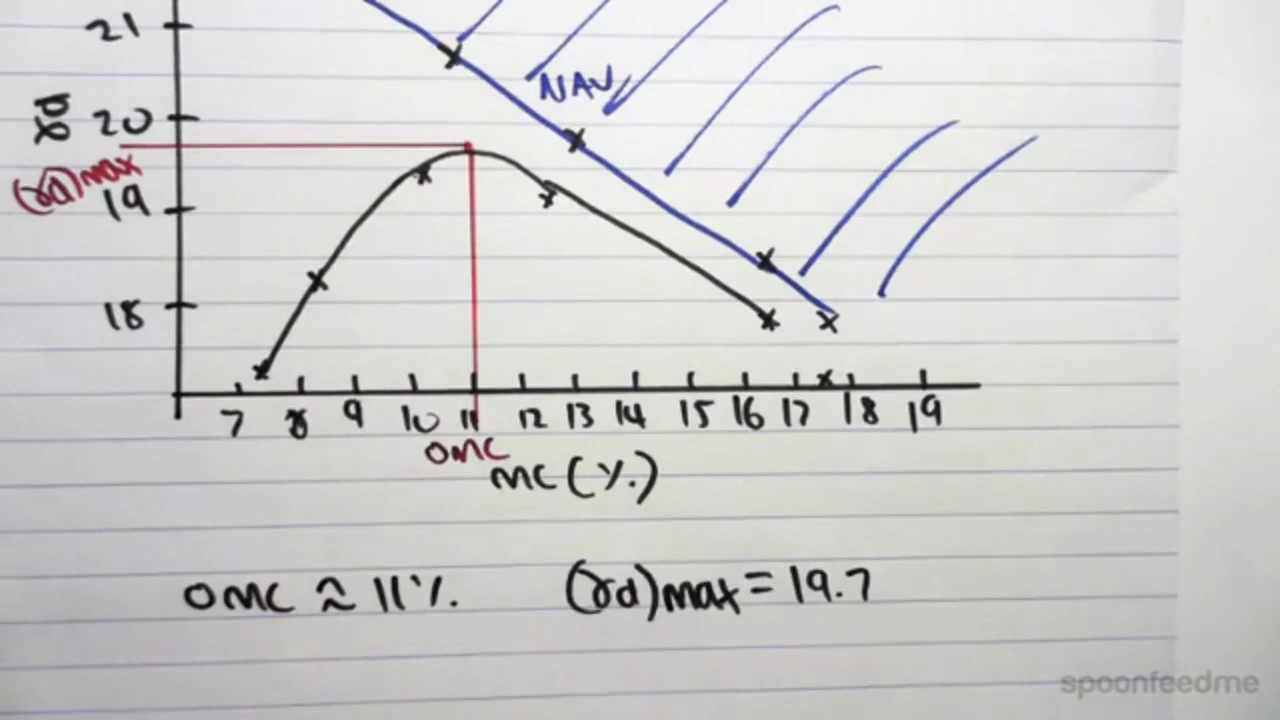 21
NAV
γd
20
(γd)max
19
18
7 8 9 10 11 12 13 14 15 16 17 18 19
OMC
MC (%)
OMC ≈ 11%. (γd)max = 19.7
spoonfeedme